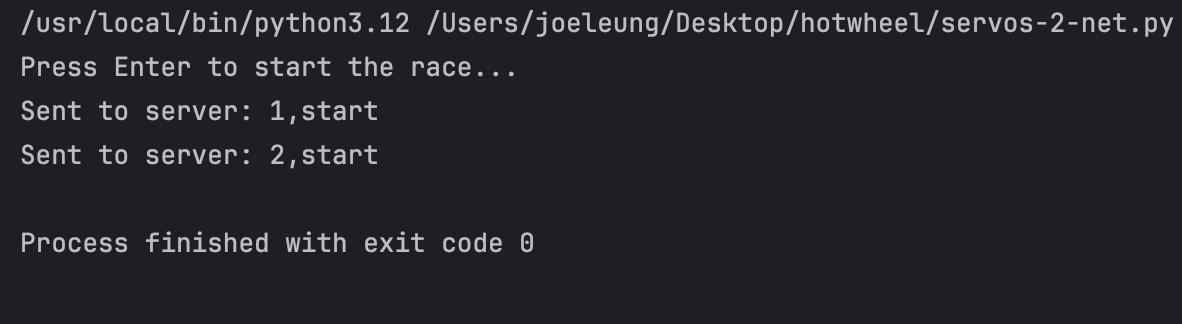 /usr/local/bin/python3.12 /Users/joeleung/Desktop/hotwheel/servos-2-net.py
Press Enter to start the race...
Sent to server: 1,start
Sent to server: 2,start
Process finished with exit code 0